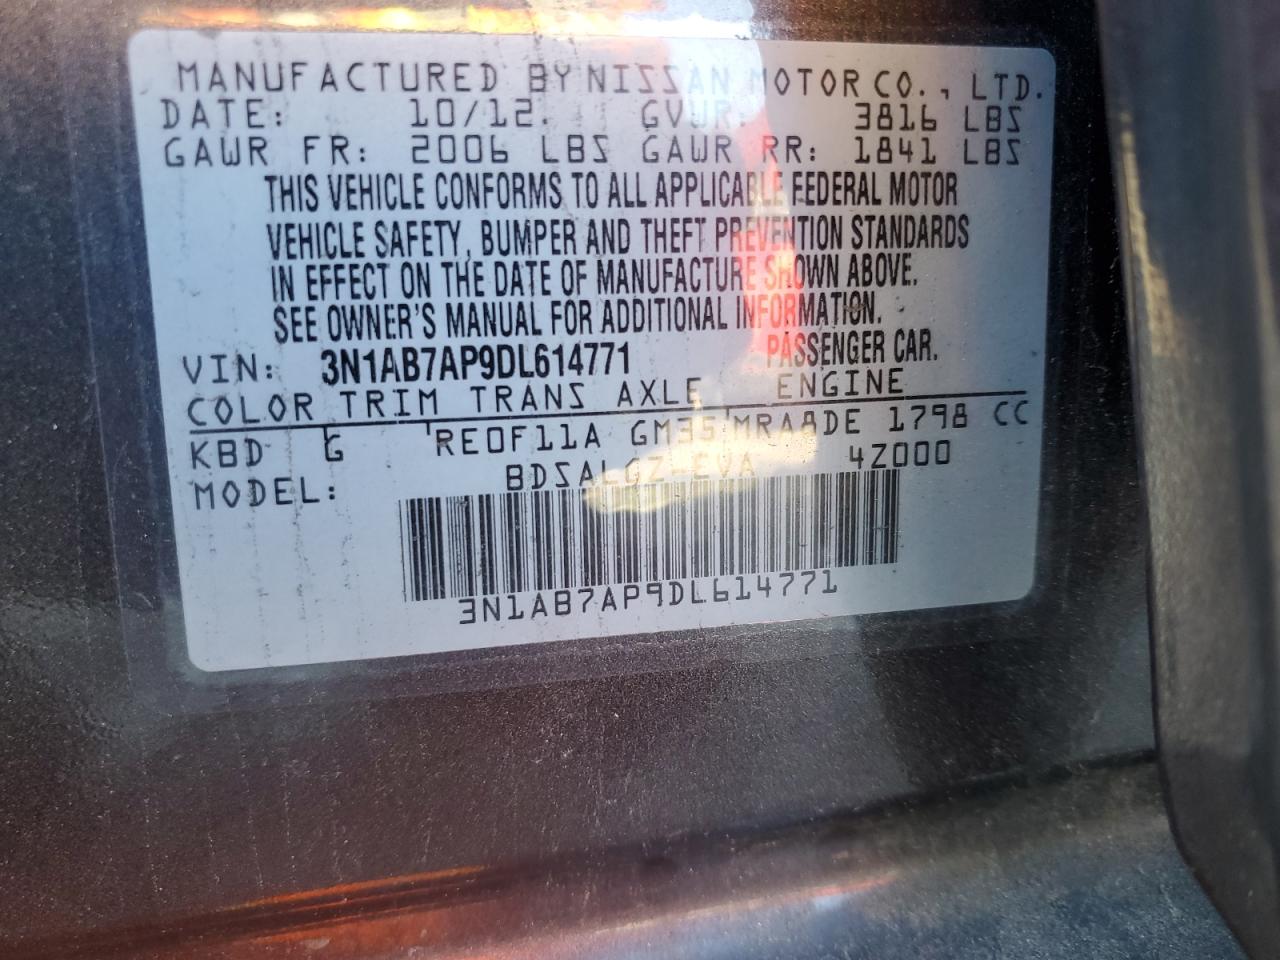 MANUFACTURED BY NISSAN MOTOR CO., LTD.
DATE: 10/12. GVWR: 3816 LBS
GAWR FR: 2006 LBS GAWR RR: 1841 LBS
THIS VEHICLE CONFORMS TO ALL APPLICABLE FEDERAL MOTOR
VEHICLE SAFETY, BUMPER AND THEFT PREVENTION STANDARDS
IN EFFECT ON THE DATE OF MANUFACTURE SHOWN ABOVE.
SEE OWNER'S MANUAL FOR ADDITIONAL INFORMATION.
VIN: 3N1AB7AP9DL614771 PASSENGER CAR.
COLOR TRIM TRANS AXLE ENGINE
KBD G RE0F11A GM35 MRA8DE 1798 CC
MODEL: BDSALGZ-EVA 4Z000
3N1AB7AP9DL614771